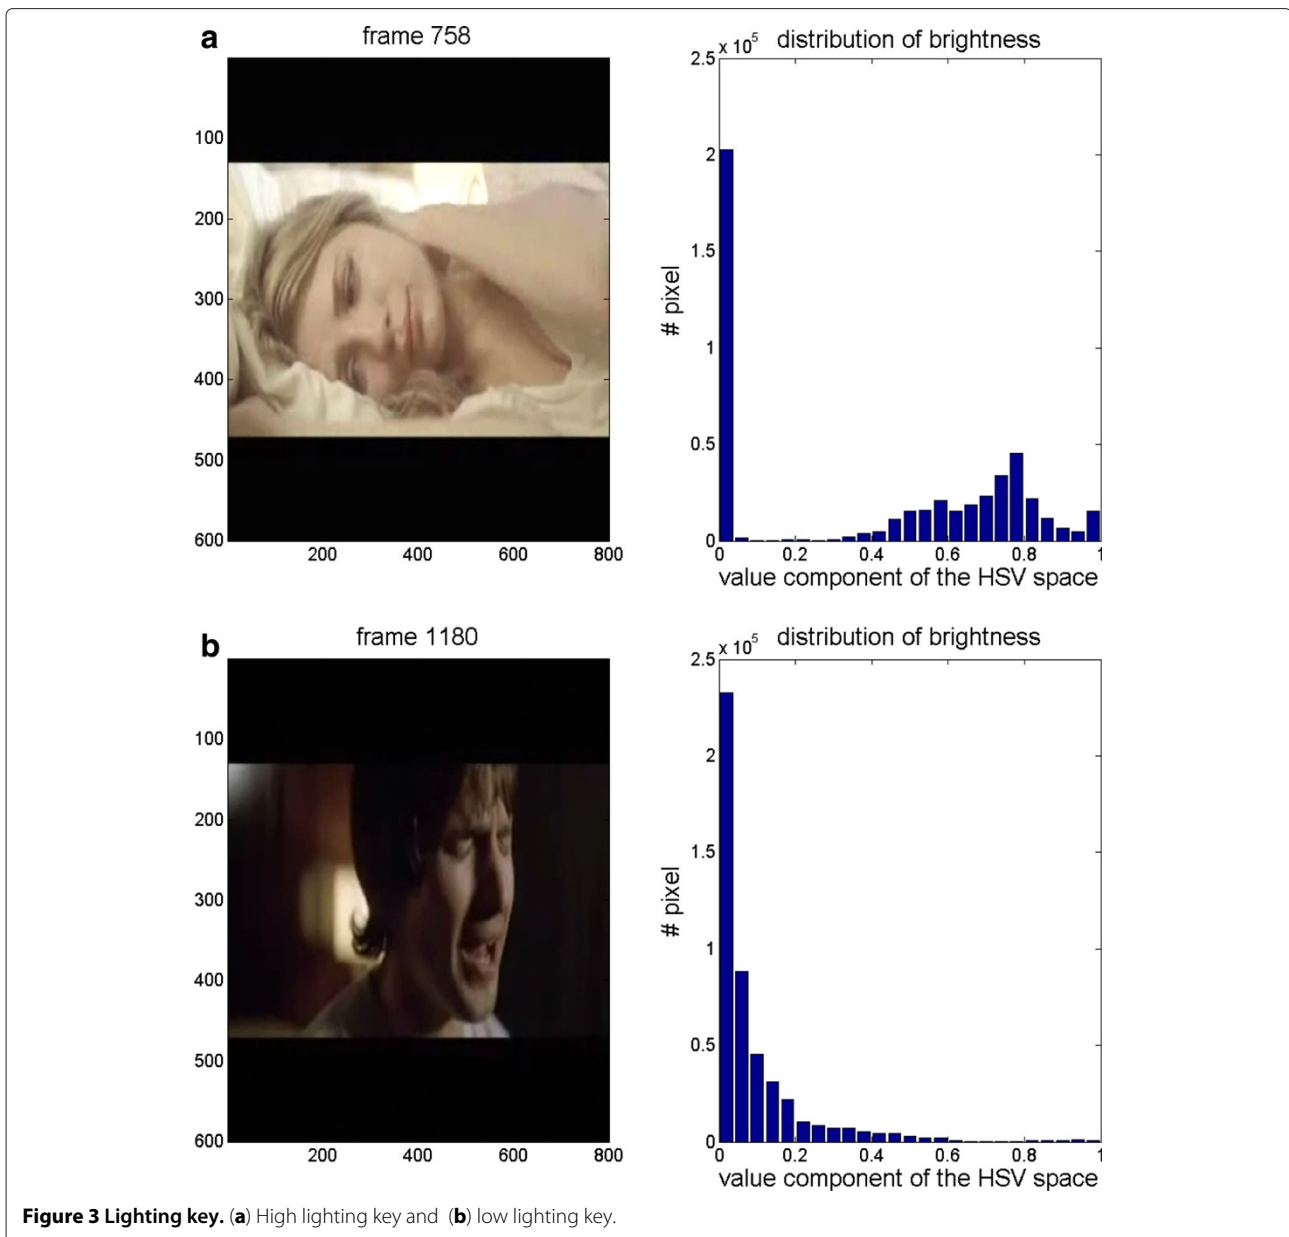 a
frame 758
100
200
300
400
500
600
200 400 600 800
x 10⁵ distribution of brightness
2.5
2
1.5
1
0.5
0
# pixel
0 0.2 0.4 0.6 0.8 1
value component of the HSV space
b
frame 1180
100
200
300
400
500
600
200 400 600 800
x 10⁵ distribution of brightness
2.5
2
1.5
1
0.5
0
# pixel
0 0.2 0.4 0.6 0.8 1
value component of the HSV space
Figure 3 Lighting key. (a) High lighting key and (b) low lighting key.